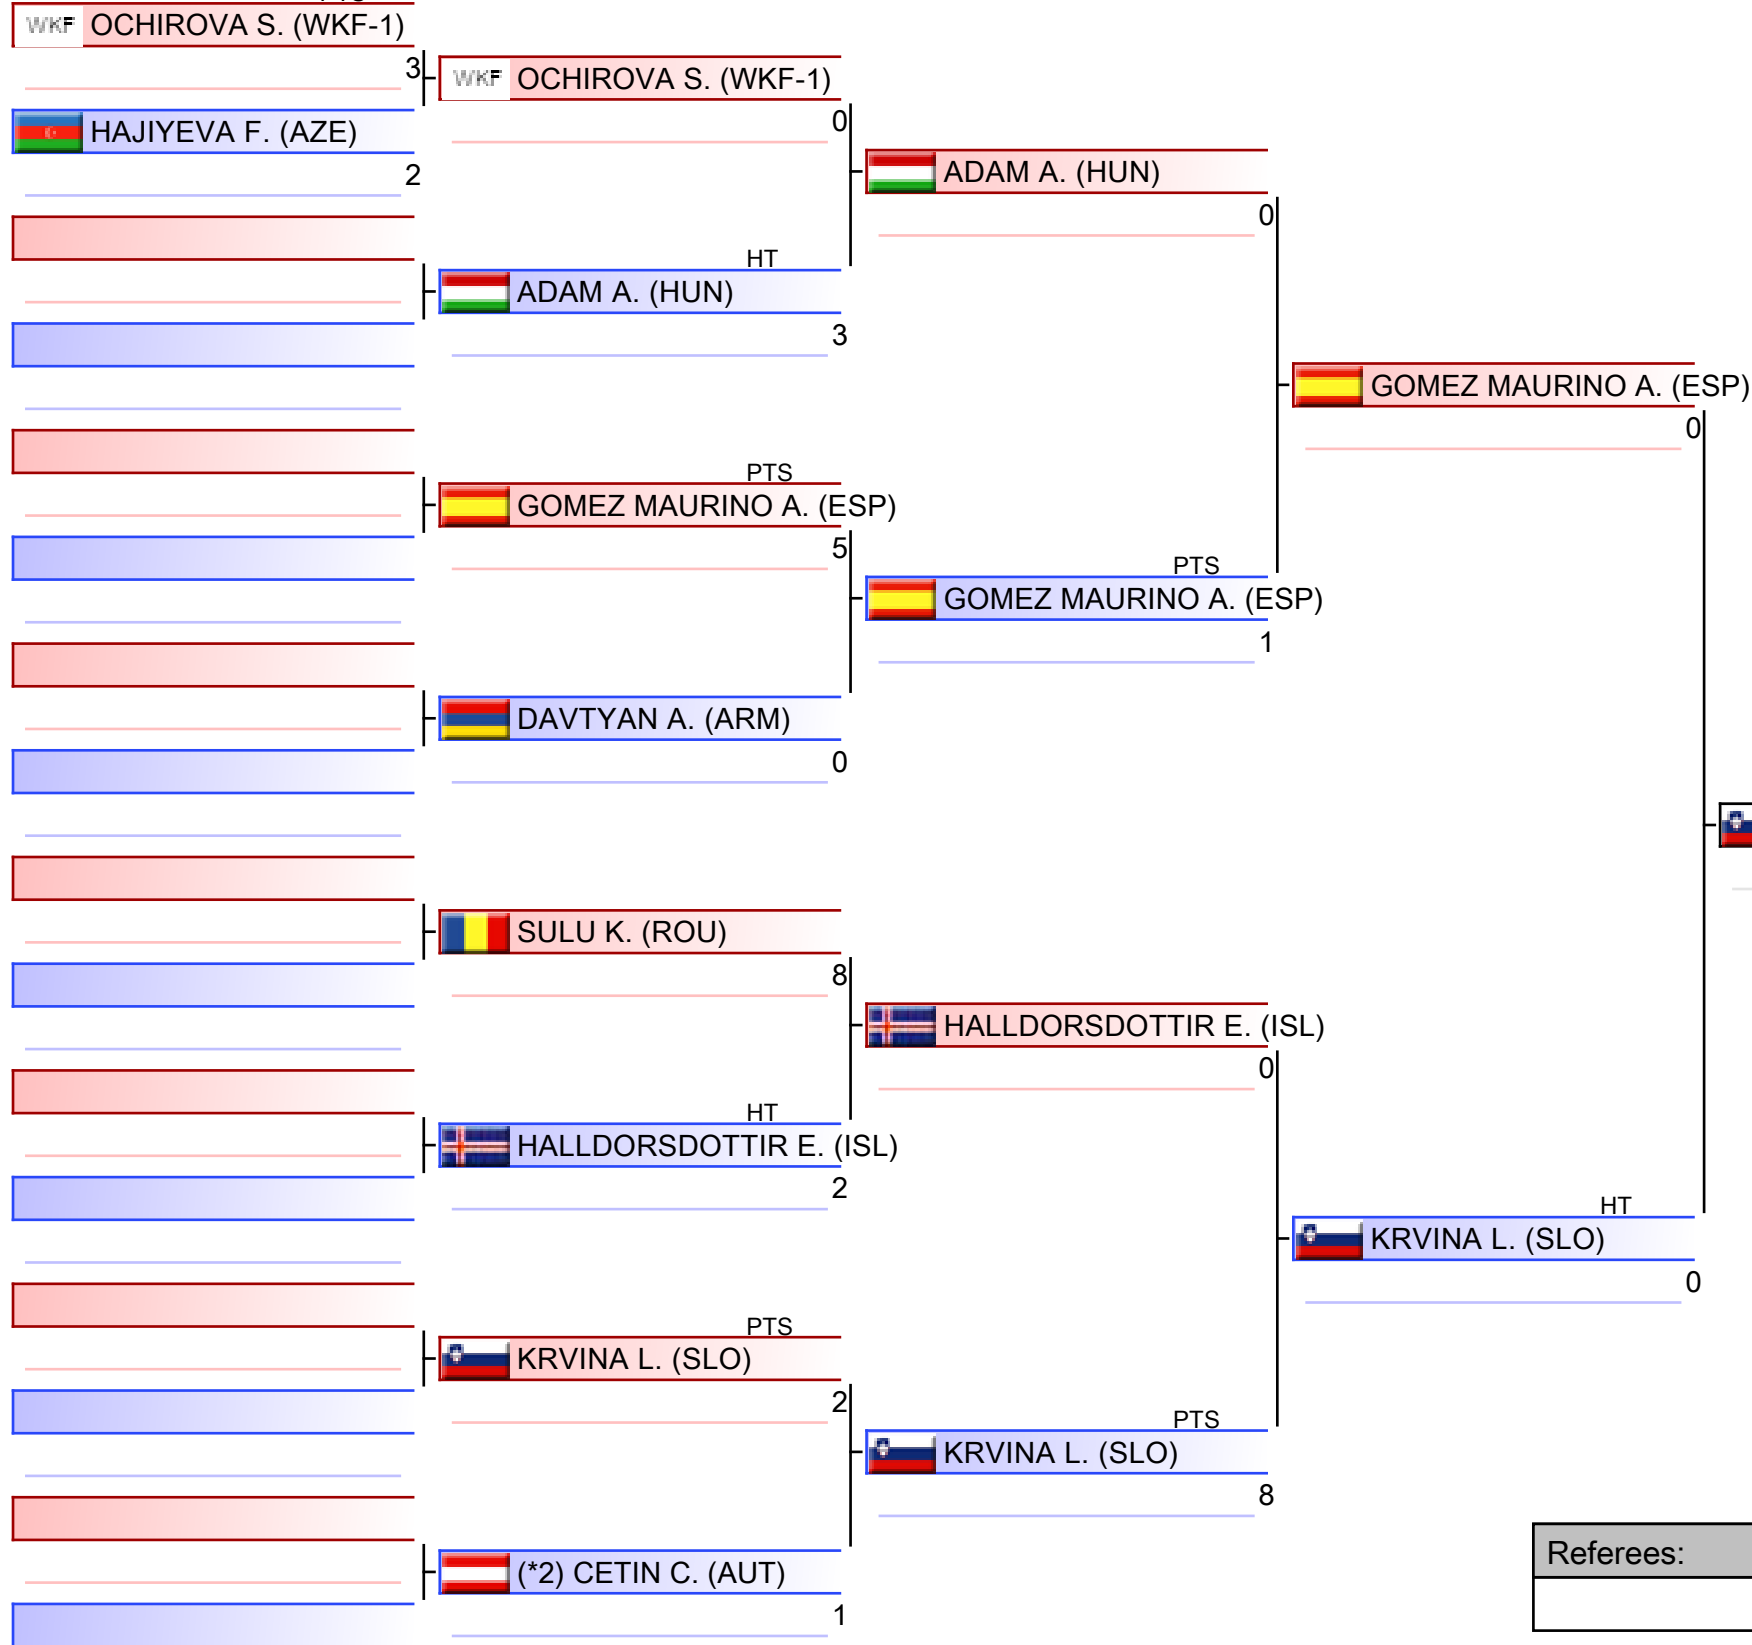 WKF OCHIROVA S. (WKF-1)
3
HAJIYEVA F. (AZE)
2
WKF OCHIROVA S. (WKF-1)
0
HT
ADAM A. (HUN)
3
PTS
GOMEZ MAURINO A. (ESP)
5
DAVTYAN A. (ARM)
0
SULU K. (ROU)
8
HT
HALLDORSDOTTIR E. (ISL)
2
PTS
KRVINA L. (SLO)
2
(*2) CETIN C. (AUT)
1
ADAM A. (HUN)
0
PTS
GOMEZ MAURINO A. (ESP)
1
HALLDORSDOTTIR E. (ISL)
0
PTS
KRVINA L. (SLO)
8
GOMEZ MAURINO A. (ESP)
0
HT
KRVINA L. (SLO)
0
Referees: